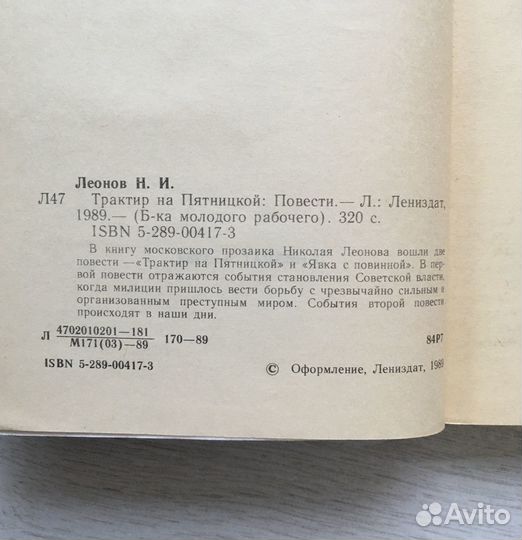 Леонов Н. И.
Л47 Трактир на Пятницкой: Повести.— Л.: Лениздат,
1989.— (Б-ка молодого рабочего). 320 с.
ISBN 5-289-00417-3
В книгу московского прозаика Николая Леонова вошли две
повести —«Трактир на Пятницкой» и «Явка с повинной». В пер-
вой повести отражаются события становления Советской власти,
когда милиции пришлось вести борьбу с чрезвычайно сильным и
организованным преступным миром. События второй повести
происходят в наши дни.
Л 4702010201—181
М171(03)—89 170—89 84Р7
ISBN 5-289-00417-3 © Оформление, Лениздат, 1989
Avito